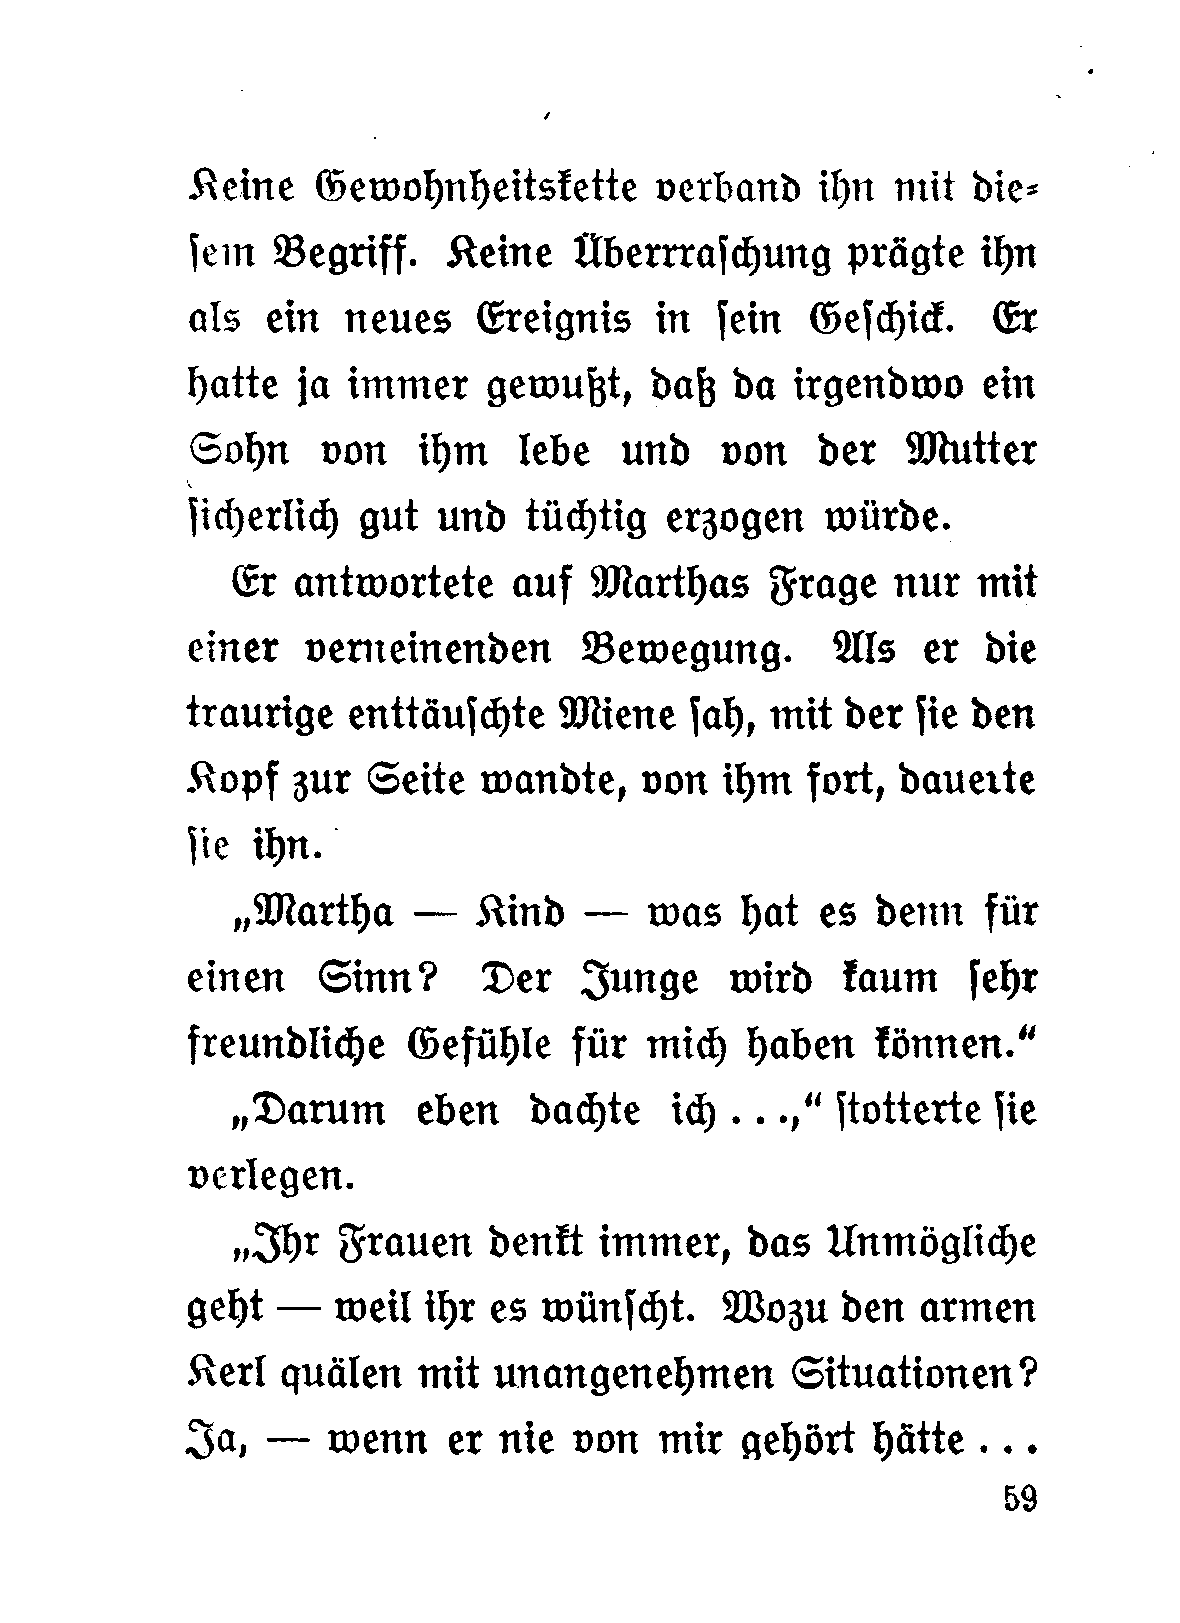 Keine Gewohnheitskette verband ihn mit die-
sem Begriff. Keine Überrraschung prägte ihn
als ein neues Ereignis in sein Geschick. Er
hatte ja immer gewußt, daß da irgendwo ein
Sohn von ihm lebe und von der Mutter
sicherlich gut und tüchtig erzogen würde.
Er antwortete auf Marthas Frage nur mit
einer verneinenden Bewegung. Als er die
traurige enttäuschte Miene sah, mit der sie den
Kopf zur Seite wandte, von ihm fort, dauerte
sie ihn.
„Martha — Kind — was hat es denn für
einen Sinn? Der Junge wird kaum sehr
freundliche Gefühle für mich haben können.“
„Darum eben dachte ich . . .,“ stotterte sie
verlegen.
„Ihr Frauen denkt immer, das Unmögliche
geht — weil ihr es wünscht. Wozu den armen
Kerl quälen mit unangenehmen Situationen?
Ja, — wenn er nie von mir gehört hätte . . .
59